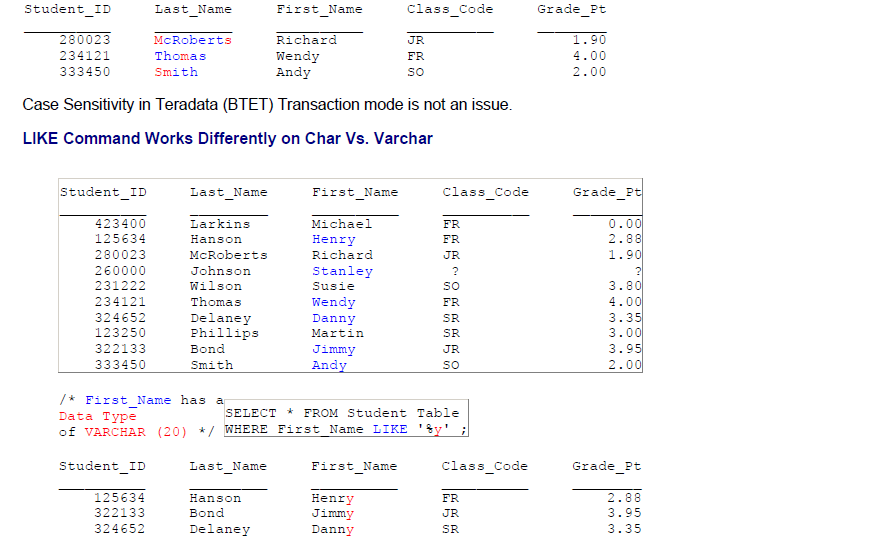 Student_ID Last_Name First_Name Class_Code Grade_Pt
280023 McRoberts Richard JR 1.90
234121 Thomas Wendy FR 4.00
333450 Smith Andy SO 2.00
Case Sensitivity in Teradata (BTET) Transaction mode is not an issue.
LIKE Command Works Differently on Char Vs. Varchar
Student_ID Last_Name First_Name Class_Code Grade_Pt
423400 Larkins Michael FR 0.00
125634 Hanson Henry FR 2.88
280023 McRoberts Richard JR 1.90
260000 Johnson Stanley ? ?
231222 Wilson Susie SO 3.80
234121 Thomas Wendy FR 4.00
324652 Delaney Danny SR 3.35
123250 Phillips Martin SR 3.00
322133 Bond Jimmy JR 3.95
333450 Smith Andy SO 2.00
/* First_Name has a
Data Type
of VARCHAR (20) */
SELECT * FROM Student Table
WHERE First_Name LIKE '%y' ;
Student_ID Last_Name First_Name Class_Code Grade_Pt
125634 Hanson Henry FR 2.88
322133 Bond Jimmy JR 3.95
324652 Delaney Danny SR 3.35